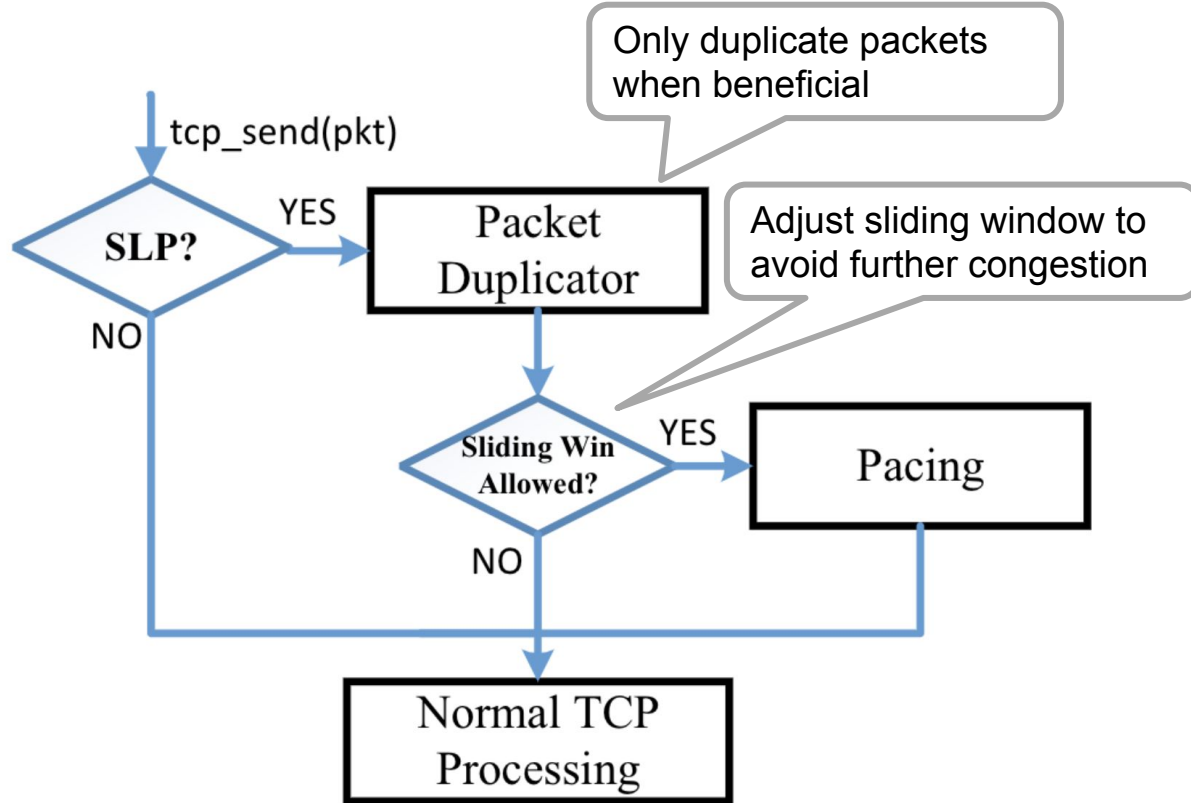 Only duplicate packets
when beneficial
tcp_send(pkt)
SLP?
YES
Packet
Duplicator
Adjust sliding window to
avoid further congestion
NO
Sliding Win
Allowed?
YES
Pacing
NO
Normal TCP
Processing